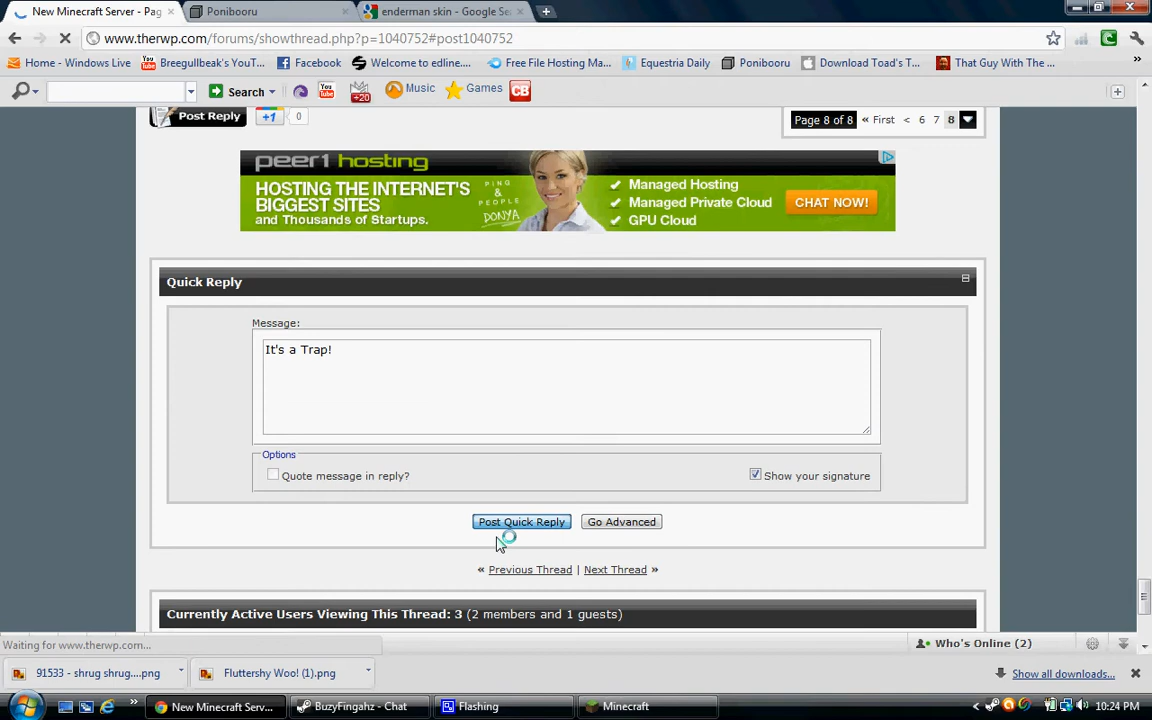 New Minecraft Server - Pag
Ponibooru
enderman skin - Google Se
www.therwp.com/forums/showthread.php?p=1040752#post1040752
Home - Windows Live
Breegullbeak's YouT...
Facebook
Welcome to edline...
Free File Hosting Ma...
Equestria Daily
Ponibooru
Download Toad's T...
That Guy With The ...
Search
You
Tube
+20
Music
Games
CB
Post Reply
+1
0
Page 8 of 8
« First
<
6
7
8
peer1 hosting
HOSTING THE INTERNET'S
BIGGEST SITES
and Thousands of Startups.
PING
&
PEOPLE
DONYA
✓ Managed Hosting
✓ Managed Private Cloud
✓ GPU Cloud
CHAT NOW!
Quick Reply
Message:
It's a Trap!
Options
Quote message in reply?
Show your signature
Post Quick Reply
Go Advanced
« Previous Thread | Next Thread »
Currently Active Users Viewing This Thread: 3 (2 members and 1 guests)
Waiting for www.therwp.com...
Who's Online (2)
91533 - shrug shrug....png
Fluttershy Woo! (1).png
Show all downloads...
New Minecraft Serv...
BuzyFingahz - Chat
Flashing
Minecraft
10:24 PM